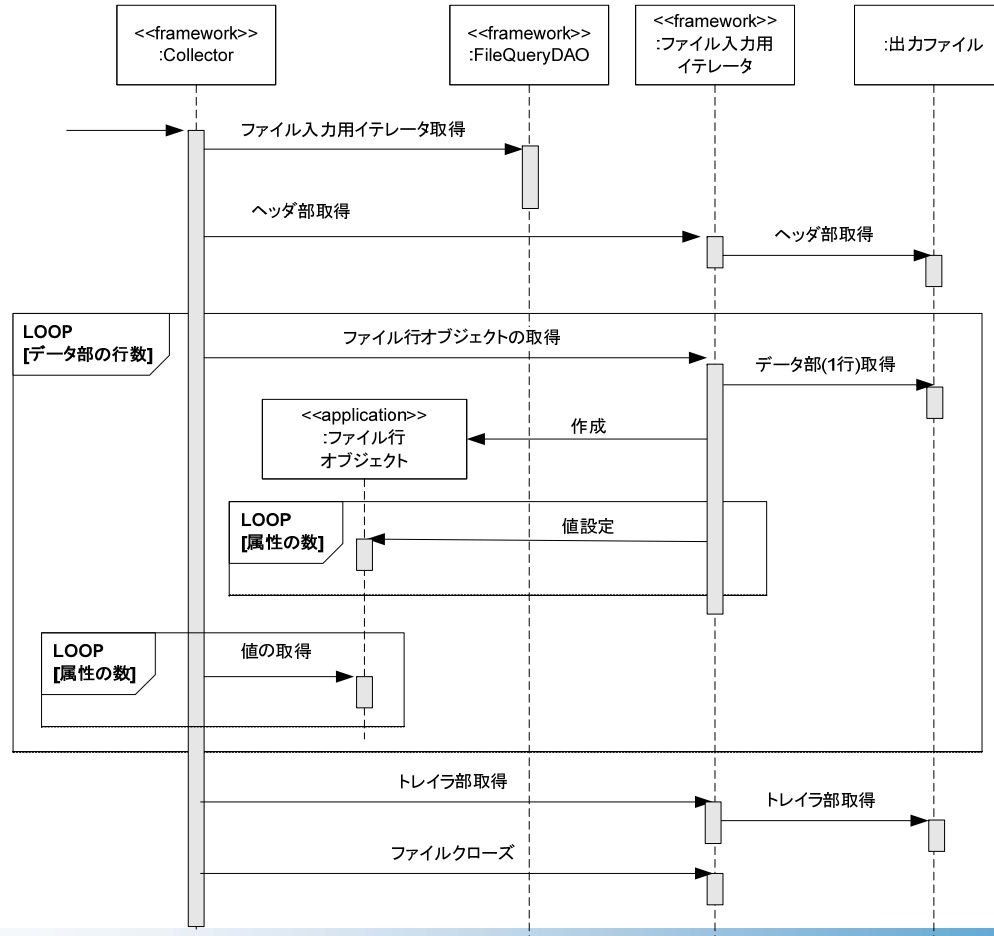 <<framework>>
:Collector
<<framework>>
:FileQueryDAO
<<framework>>
:ファイル入力用
イテレータ
:出力ファイル
ファイル入力用イテレータ取得
ヘッダ部取得
ヘッダ部取得
LOOP
[データ部の行数]
ファイル行オブジェクトの取得
データ部(1行)取得
<<application>>
:ファイル行
オブジェクト
作成
LOOP
[属性の数]
値設定
LOOP
[属性の数]
値の取得
トレイラ部取得
トレイラ部取得
ファイルクローズ